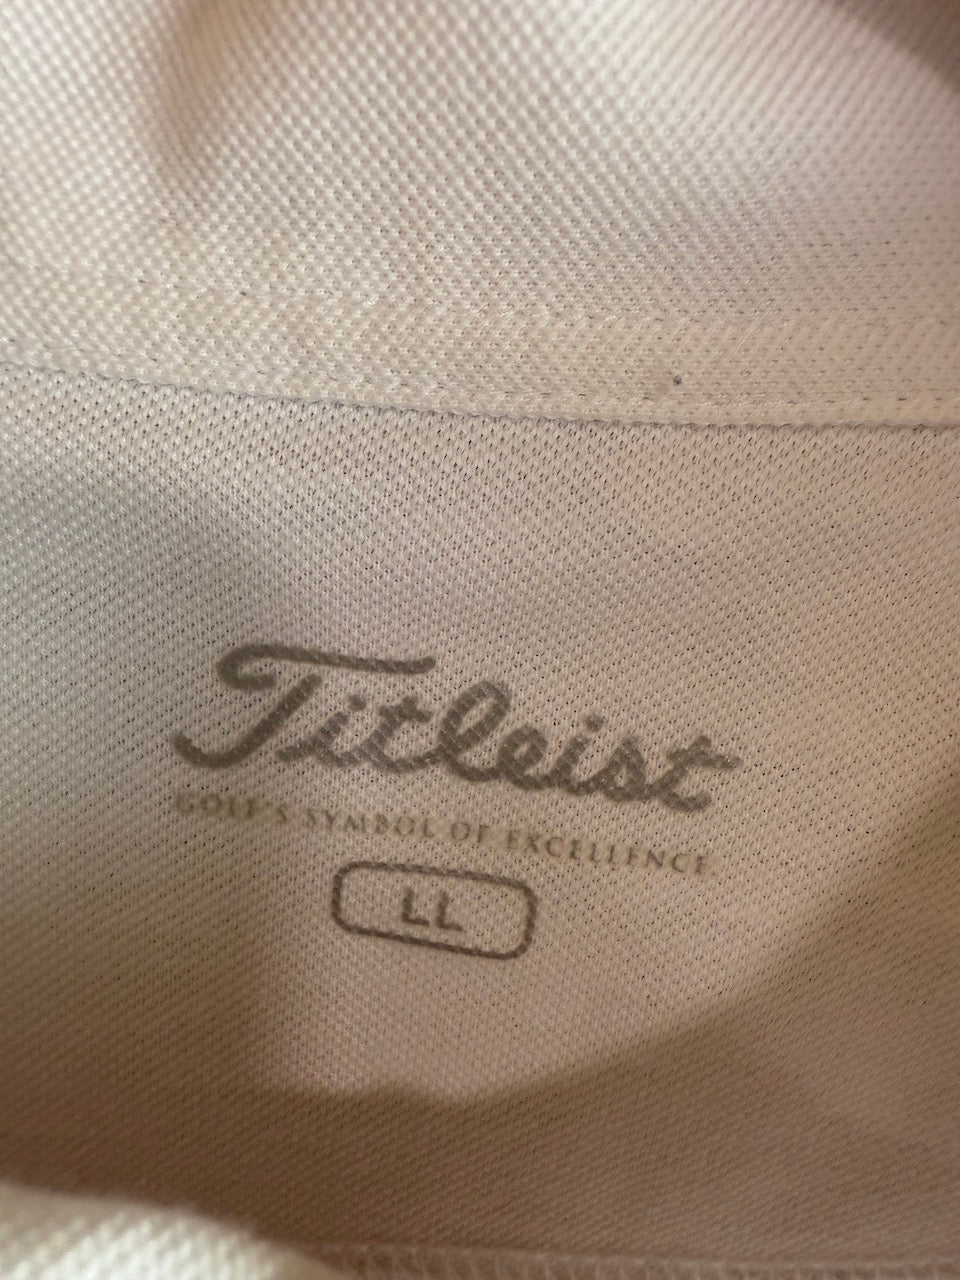 Titleist
GOLF'S SYMBOL OF EXCELLENCE
LL